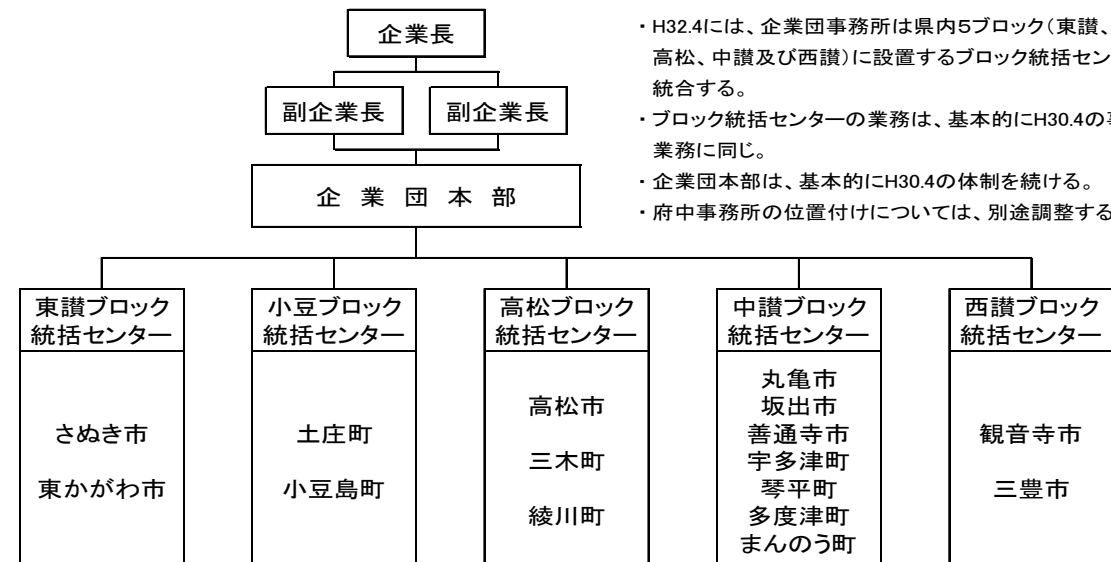 企業長
副企業長
副企業長
企業団本部
・H32.4には、企業団事務所は県内5ブロック（東讃、
高松、中讃及び西讃）に設置するブロック統括セン
統合する。
・ブロック統括センターの業務は、基本的にH30.4の
業務に同じ。
・企業団本部は、基本的にH30.4の体制を続ける。
・府中事務所の位置付けについては、別途調整する
東讃ブロック
統括センター
さぬき市
東かがわ市
小豆ブロック
統括センター
土庄町
小豆島町
高松ブロック
統括センター
高松市
三木町
綾川町
中讃ブロック
統括センター
丸亀市
坂出市
善通寺市
宇多津町
琴平町
多度津町
まんのう町
西讃ブロック
統括センター
観音寺市
三豊市